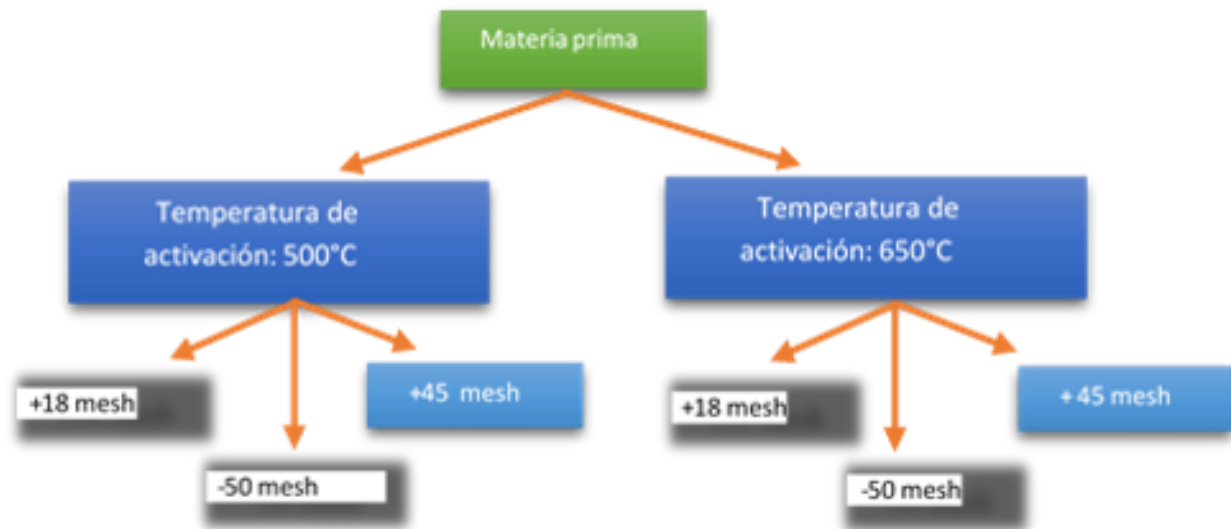 Materia prima
Temperatura de
activación: 500°C
Temperatura de
activación: 650°C
+18 mesh
-50 mesh
+45 mesh
+18 mesh
-50 mesh
+ 45 mesh